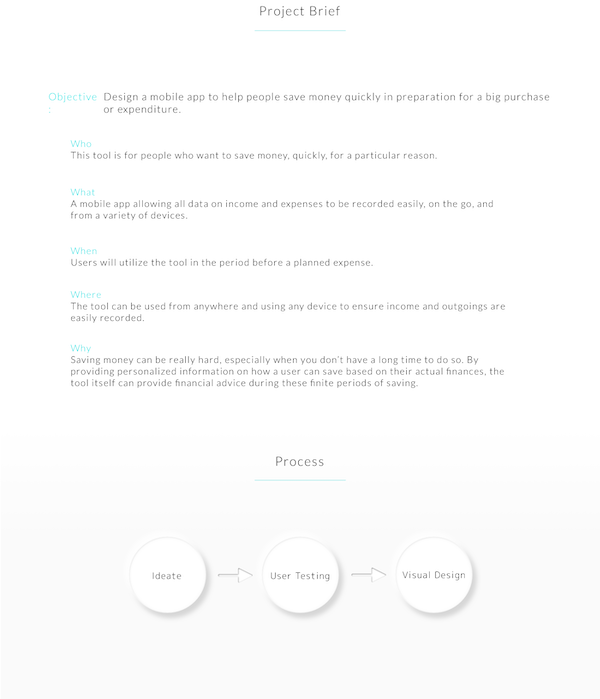 Project Brief
Objective Design a mobile app to help people save money quickly in preparation for a big purchase
: or expenditure.
Who
This tool is for people who want to save money, quickly, for a particular reason.
What
A mobile app allowing all data on income and expenses to be recorded easily, on the go, and
from a variety of devices.
When
Users will utilize the tool in the period before a planned expense.
Where
The tool can be used from anywhere and using any device to ensure income and outgoings are
easily recorded.
Why
Saving money can be really hard, especially when you don't have a long time to do so. By
providing personalized information on how a user can save based on their actual finances, the
tool itself can provide financial advice during these finite periods of saving.
Process
Ideate
User Testing
Visual Design